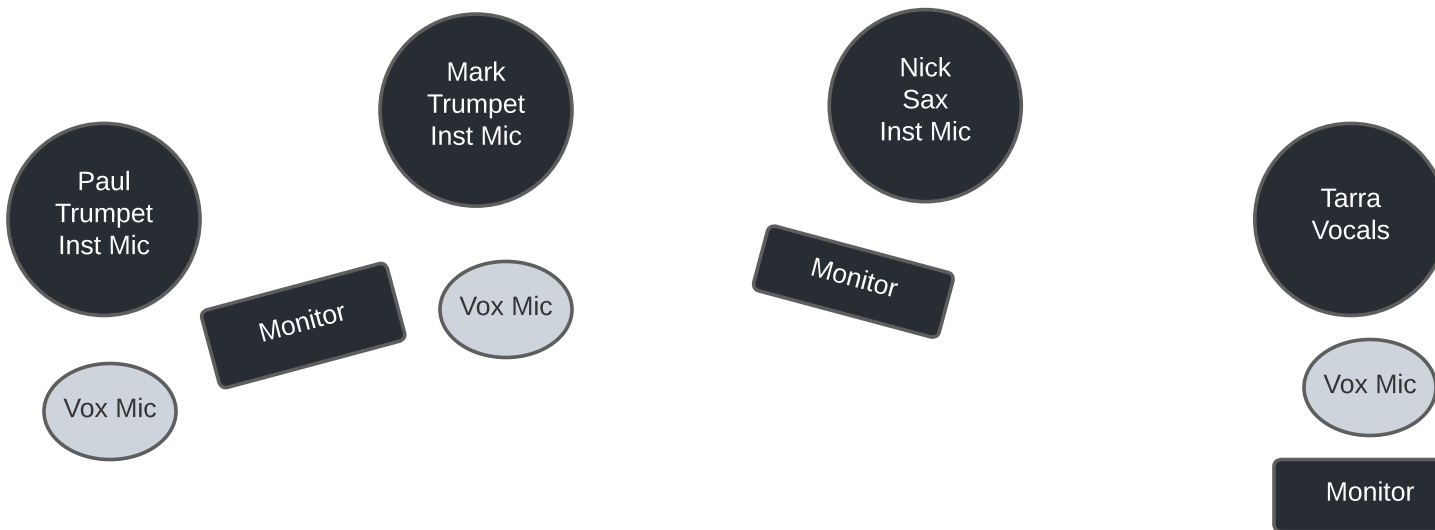 Mark
Trumpet
Inst Mic
Nick
Sax
Inst Mic
Paul
Trumpet
Inst Mic
Tarra
Vocals
Monitor
Vox Mic
Monitor
Vox Mic
Vox Mic
Monitor